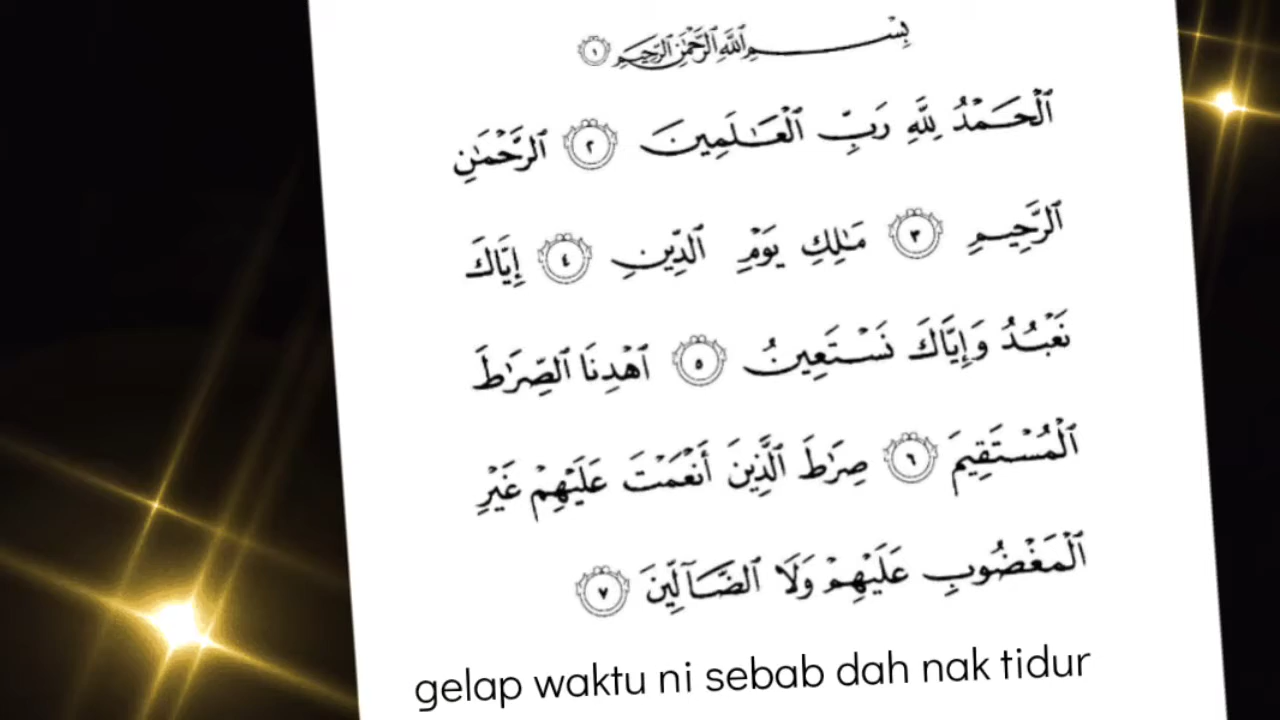 بِسْمِ ٱللَّهِ ٱلرَّحْمَٰنِ ٱلرَّحِيمِ ١
ٱلْحَمْدُ لِلَّهِ رَبِّ ٱلْعَـٰلَمِينَ ٢ ٱلرَّحْمَـٰنِ
ٱلرَّحِيمِ ٣ مَـٰلِكِ يَوْمِ ٱلدِّينِ ٤ إِيَّاكَ
نَعْبُدُ وَإِيَّاكَ نَسْتَعِينُ ٥ ٱهْدِنَا ٱلصِّرَٰطَ
ٱلْمُسْتَقِيمَ ٦ صِرَٰطَ ٱلَّذِينَ أَنْعَمْتَ عَلَيْهِمْ غَيْرِ
ٱلْمَغْضُوبِ عَلَيْهِمْ وَلَا ٱلضَّآلِّينَ ٧
gelap waktu ni sebab dah nak tidur